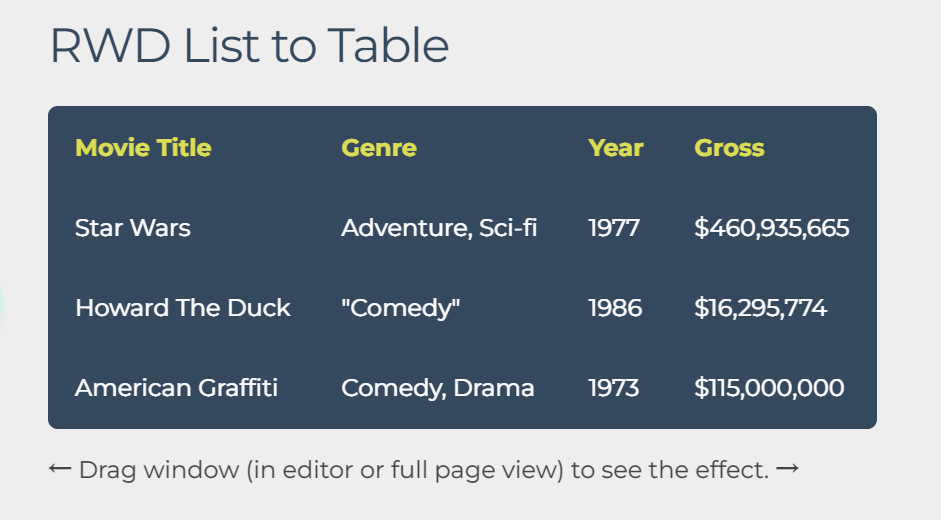 RWD List to Table
Movie Title Genre Year Gross
Star Wars Adventure, Sci-fi 1977 $460,935,665
Howard The Duck "Comedy" 1986 $16,295,774
American Graffiti Comedy, Drama 1973 $115,000,000
← Drag window (in editor or full page view) to see the effect. →